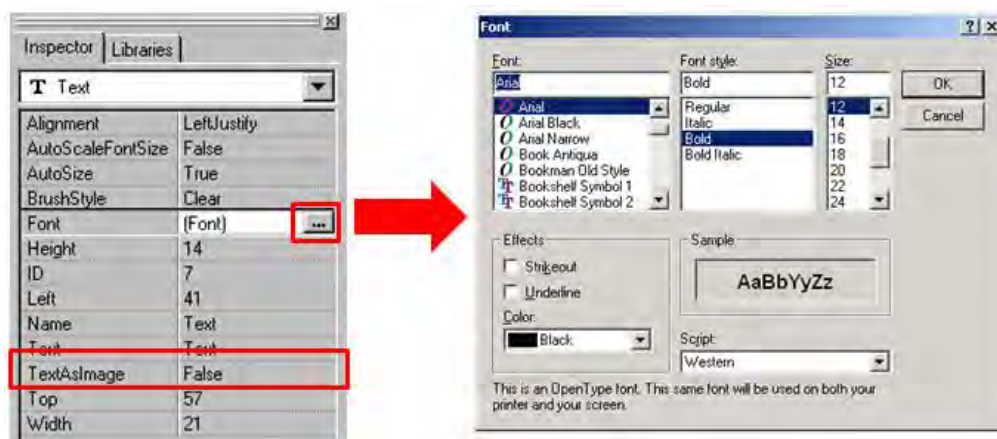 Inspector Libraries
T Text
Alignment LeftJustify
AutoScaleFontSize False
AutoSize True
BrushStyle Clear
Font (Font) ...
Height 14
ID 7
Left 41
Name Text
Text Text
TextAsImage False
Top 57
Width 21
Font
Font: Font style: Size:
Arial Bold 12 OK
Arial Regular 12 Cancel
Arial Black Italic 14
Arial Narrow Bold 16
Book Antiqua Bold Italic 18
Bookman Old Style 20
Bookshelf Symbol 1 22
Bookshelf Symbol 2 24
Effects Sample
Strikeout
Underline AaBbYyZz
Color:
Black Script:
Western
This is an OpenType font. This same font will be used on both your
printer and your screen.